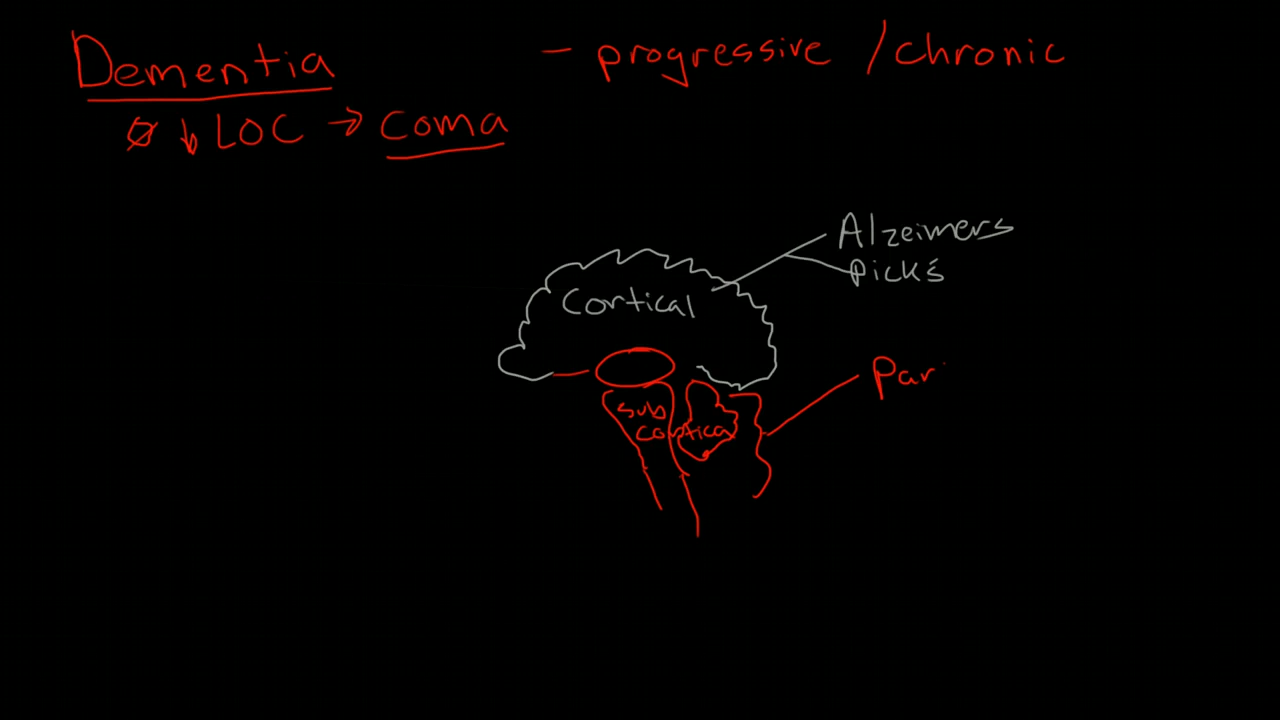 Dementia
- progressive / chronic
Ø ↓ LOC → Coma
Alzeimers
Picks
Cortical
Par
Sub
Cortical